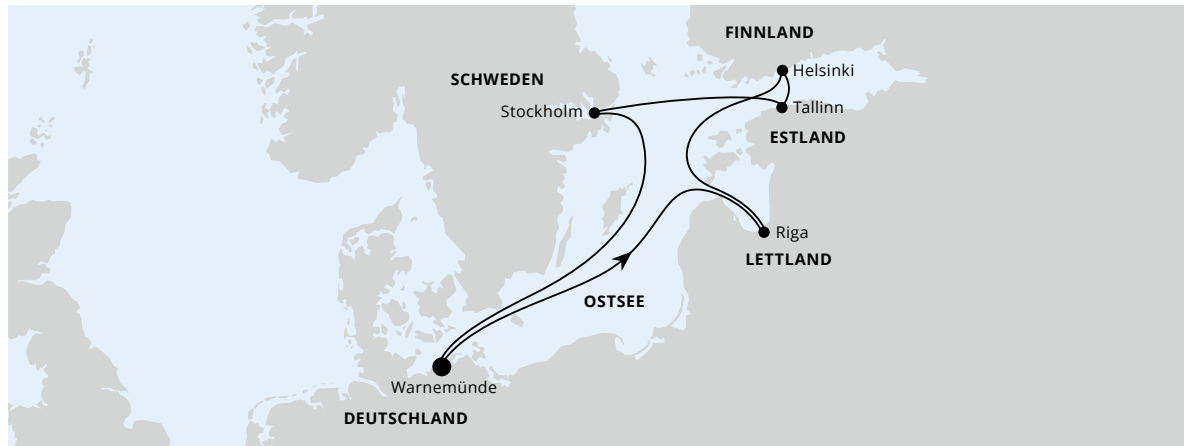 FINNLAND
Helsinki
SCHWEDEN
Stockholm
Tallinn
ESTLAND
Riga
LETTLAND
OSTSEE
Warnemünde
DEUTSCHLAND